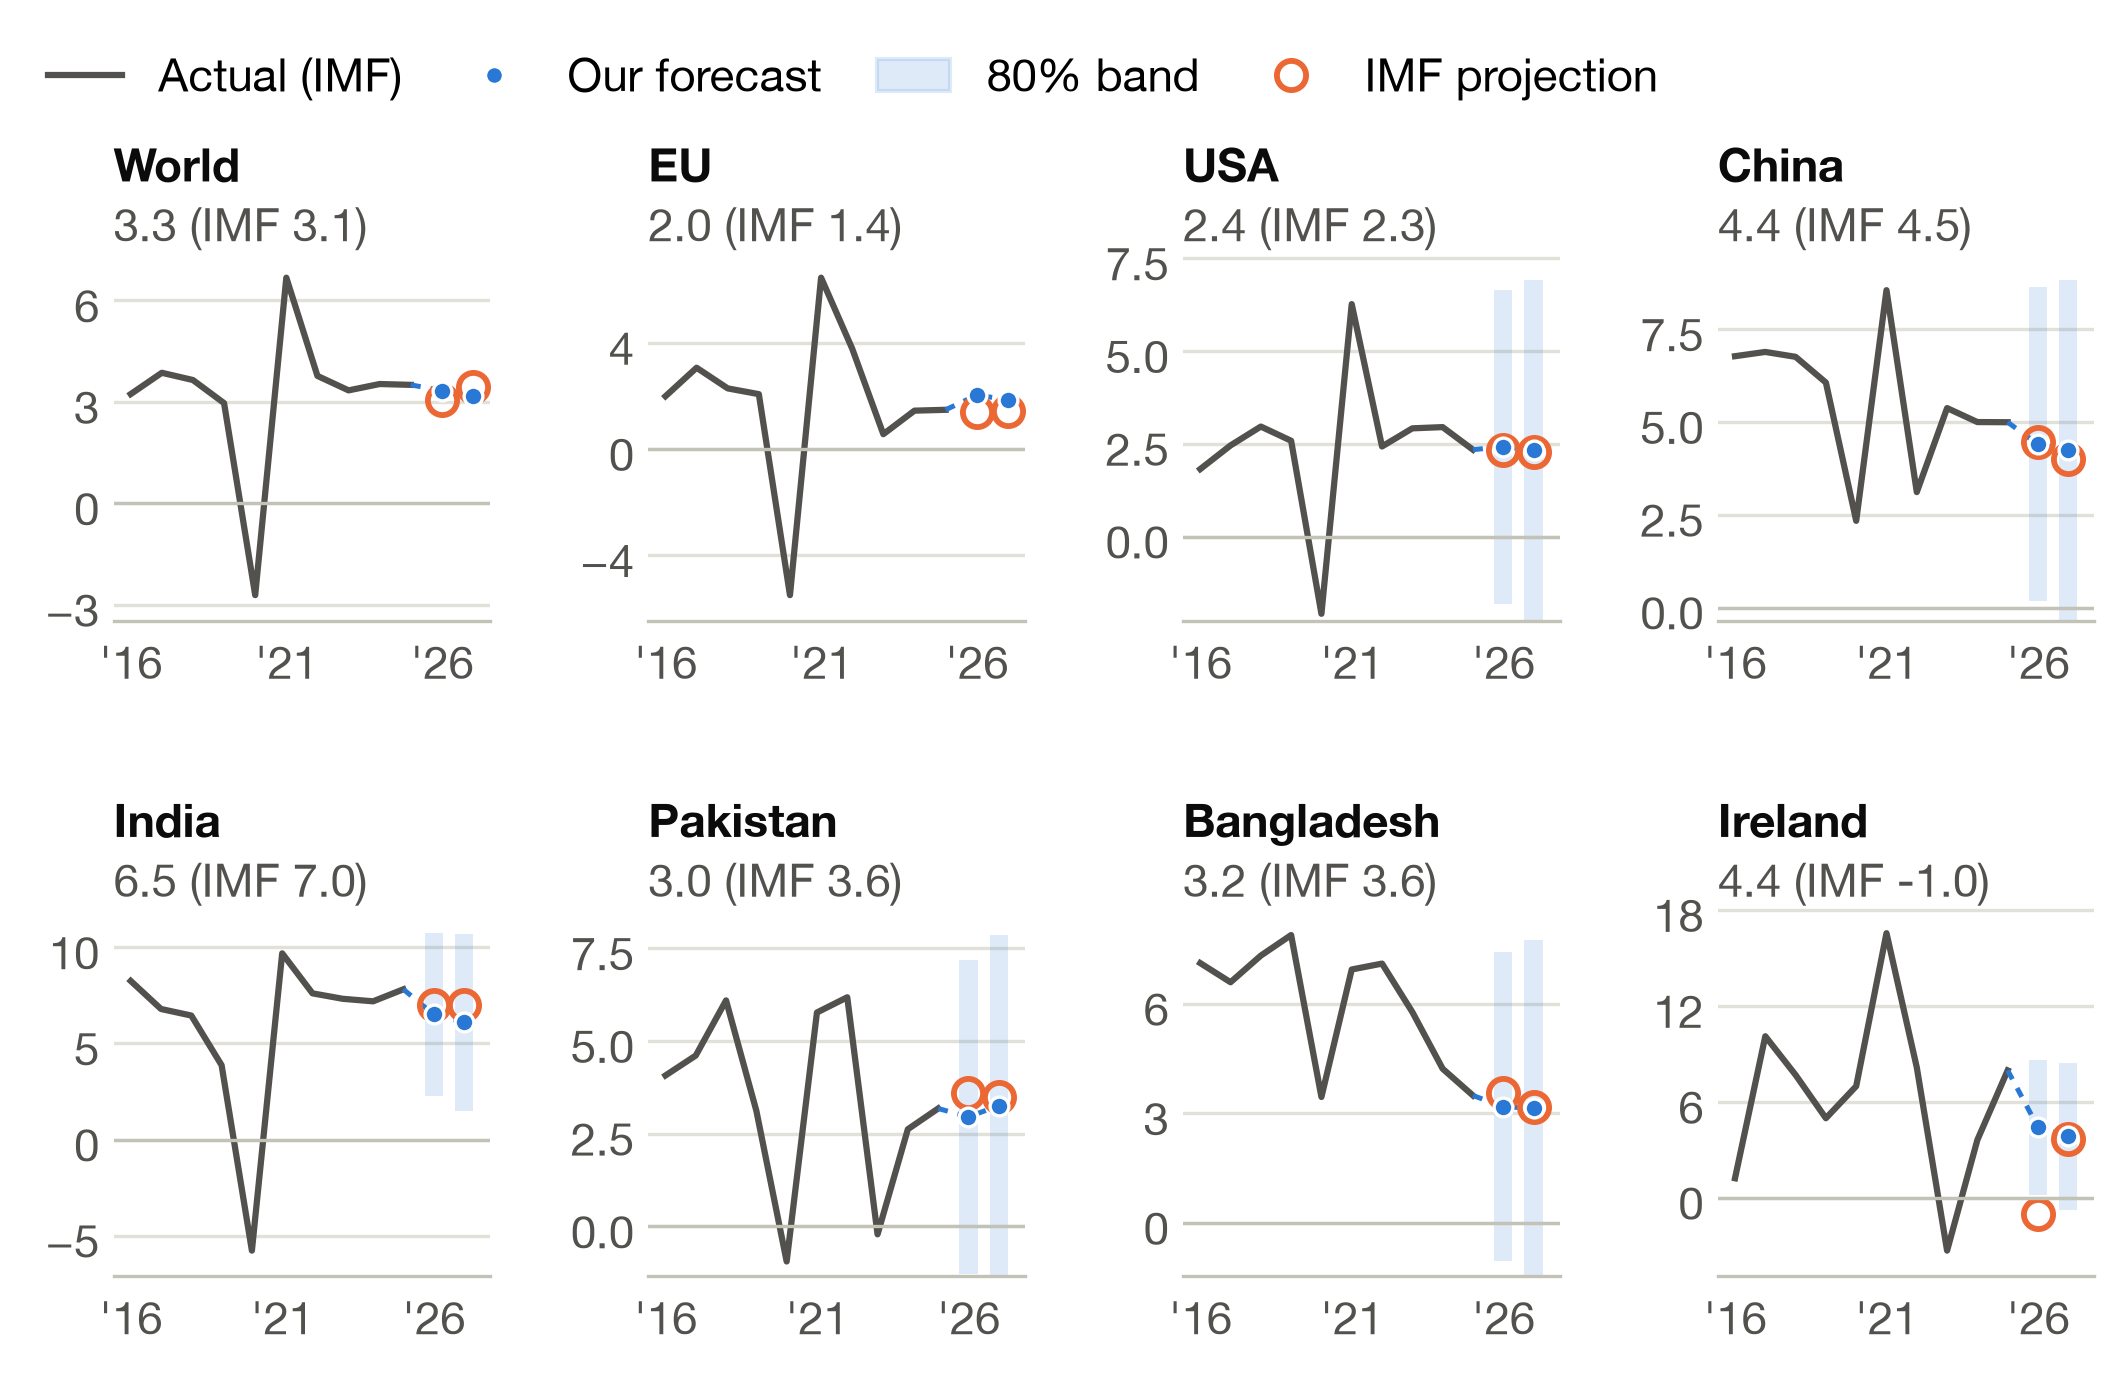 Actual (IMF) Our forecast 80% band IMF projection
World EU USA China
3.3 (IMF 3.1) 2.0 (IMF 1.4) 2.4 (IMF 2.3) 4.4 (IMF 4.5)
6
3
0
−3
'16 '21 '26
4
0
−4
'16 '21 '26
7.5
5.0
2.5
0.0
'16 '21 '26
7.5
5.0
2.5
0.0
'16 '21 '26
India Pakistan Bangladesh Ireland
6.5 (IMF 7.0) 3.0 (IMF 3.6) 3.2 (IMF 3.6) 4.4 (IMF -1.0)
10
5
0
−5
'16 '21 '26
7.5
5.0
2.5
0.0
'16 '21 '26
6
3
0
'16 '21 '26
18
12
6
0
'16 '21 '26